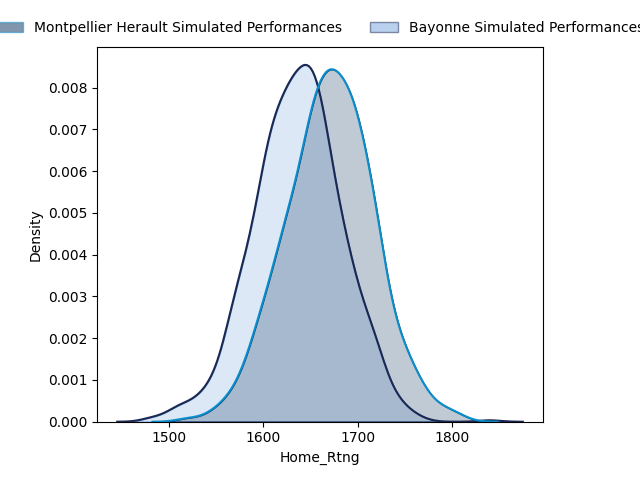 Montpellier Herault Simulated Performances Bayonne Simulated Performances
0.008
0.007
0.006
0.005
0.004
0.003
0.002
0.001
0.000
Density
1500 1600 1700 1800
Home_Rtng